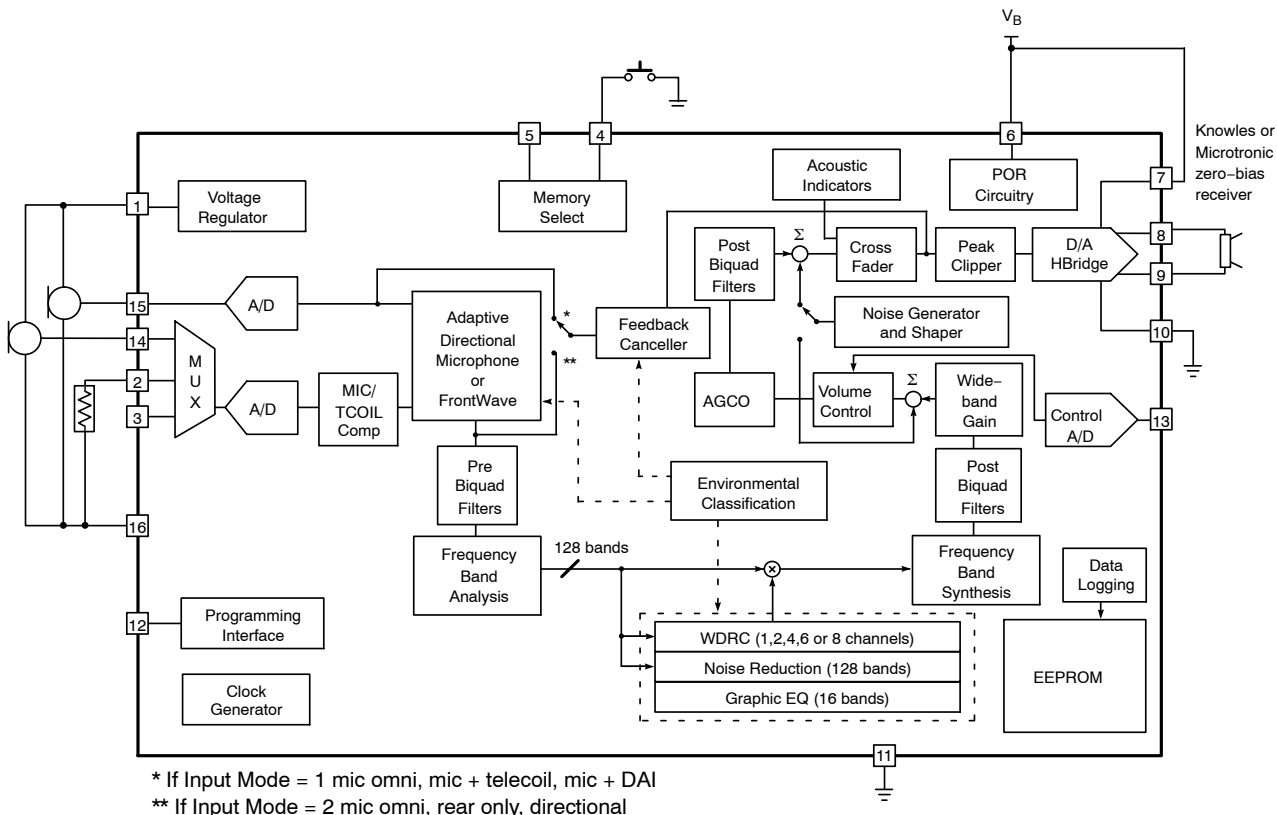 VB
5
4
6
Knowles or
Microtronic
zero−bias
receiver
7
1
Voltage
Regulator
Memory
Select
Acoustic
Indicators
POR
Circuitry
8
9
15
A/D
Adaptive
Directional
Microphone
or
FrontWave
*
**
Feedback
Canceller
Post
Biquad
Filters
Σ
Cross
Fader
Peak
Clipper
D/A
HBridge
10
14
2
3
MUX
A/D
MIC/
TCOIL
Comp
Noise Generator
and Shaper
AGCO
Volume
Control
Σ
Wide−
band
Gain
Control
A/D
13
16
Pre
Biquad
Filters
Environmental
Classification
Post
Biquad
Filters
Frequency
Band
Analysis
128 bands
×
Frequency
Band
Synthesis
Data
Logging
12
Programming
Interface
WDRC (1,2,4,6 or 8 channels)
Noise Reduction (128 bands)
Graphic EQ (16 bands)
EEPROM
Clock
Generator
11
* If Input Mode = 1 mic omni, mic + telecoil, mic + DAI
** If Input Mode = 2 mic omni, rear only, directional